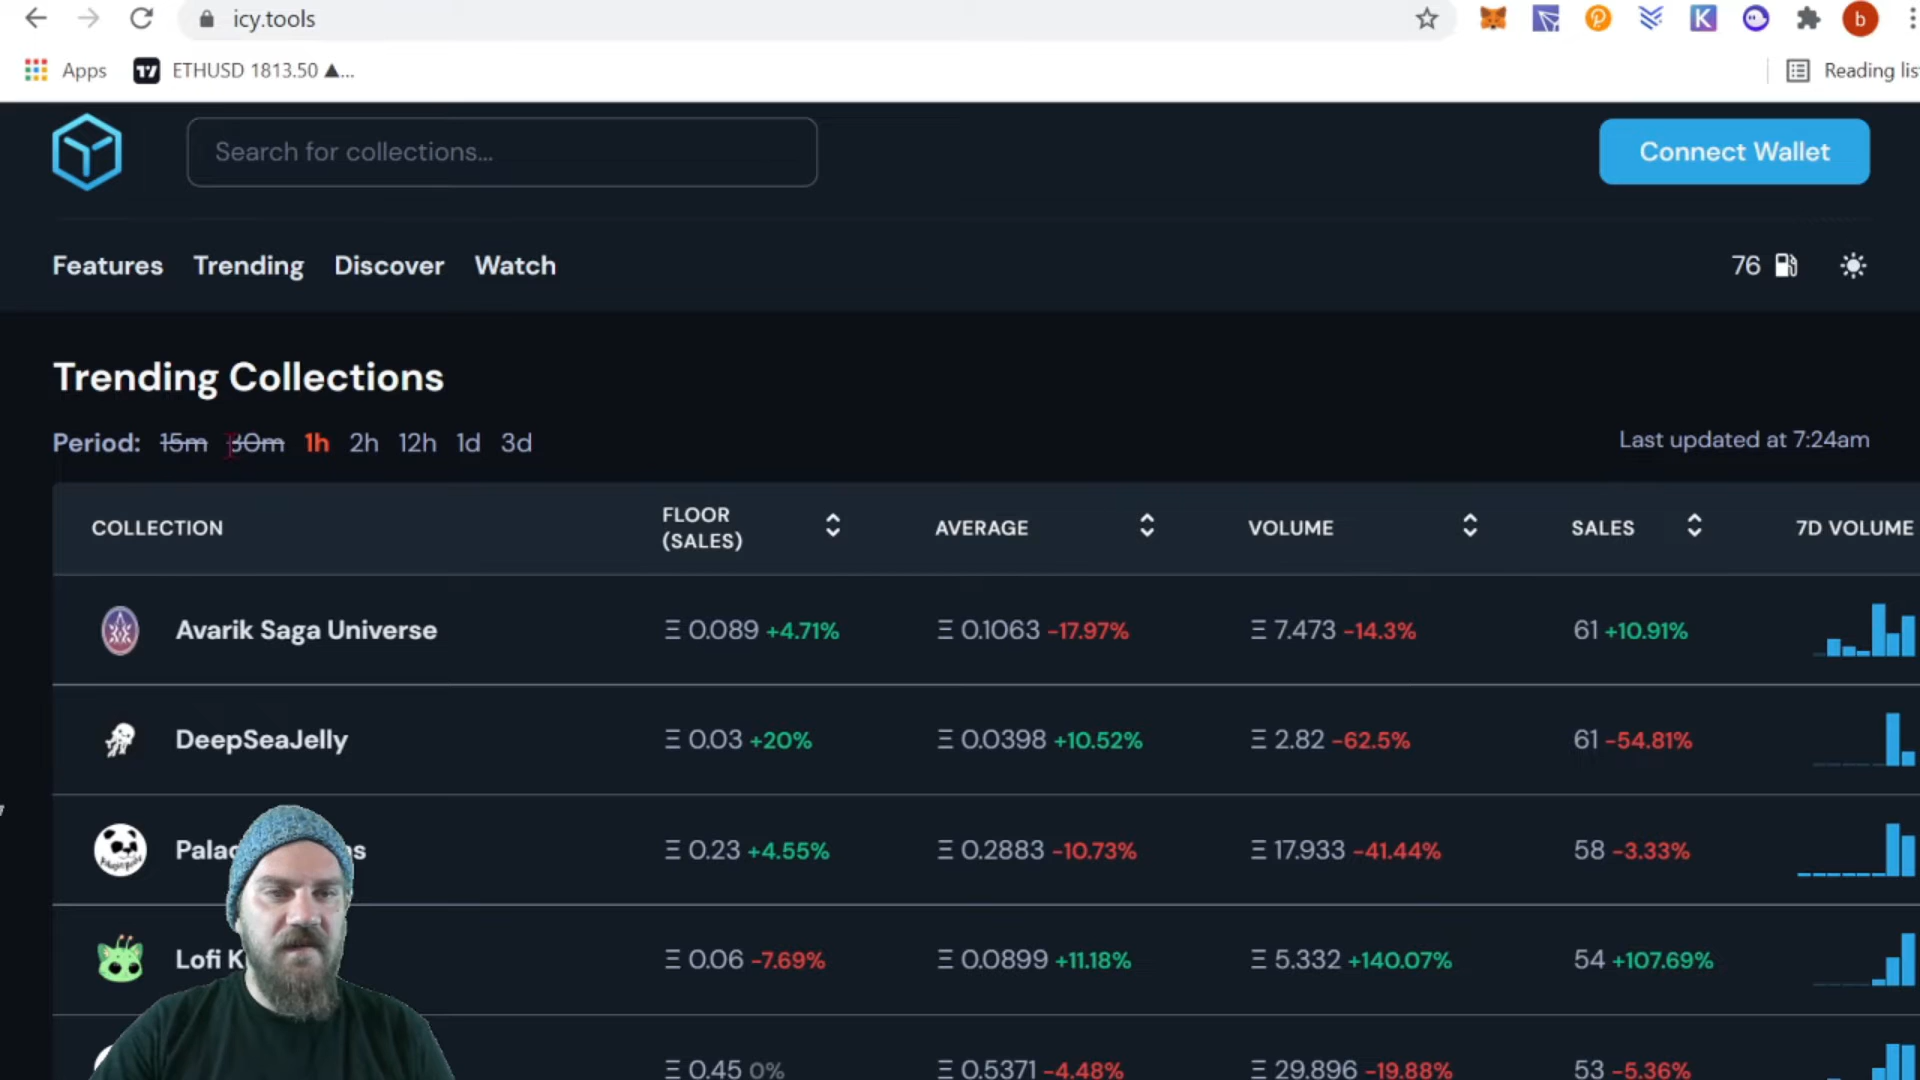 icy.tools
Apps
ETHUSD 1813.50 ▲...
Reading lis
Search for collections...
Connect Wallet
Features Trending Discover Watch
76
Trending Collections
Period: 15m 30m 1h 2h 12h 1d 3d
Last updated at 7:24am
COLLECTION FLOOR (SALES) AVERAGE VOLUME SALES 7D VOLUME
Avarik Saga Universe Ξ 0.089 +4.71% Ξ 0.1063 -17.97% Ξ 7.473 -14.3% 61 +10.91%
DeepSeaJelly Ξ 0.03 +20% Ξ 0.0398 +10.52% Ξ 2.82 -62.5% 61 -54.81%
Ξ 0.23 +4.55% Ξ 0.2883 -10.73% Ξ 17.933 -41.44% 58 -3.33%
Lofi Ξ 0.06 -7.69% Ξ 0.0899 +11.18% Ξ 5.332 +140.07% 54 +107.69%
Ξ 0.45 0% Ξ 0.5371 -4.48% Ξ 29.896 -19.88% 53 -5.36%